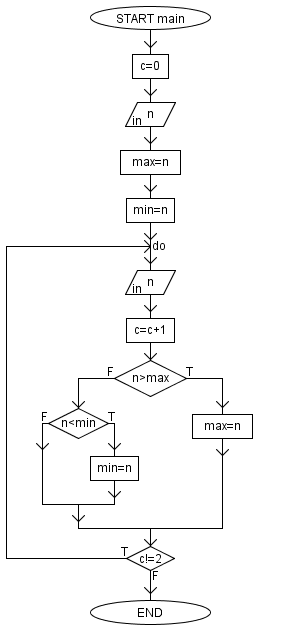 START main
c=0
n
in
max=n
min=n
do
n
in
c=c+1
F
n>max
T
F
n<min
T
max=n
min=n
T
c!=2
F
END